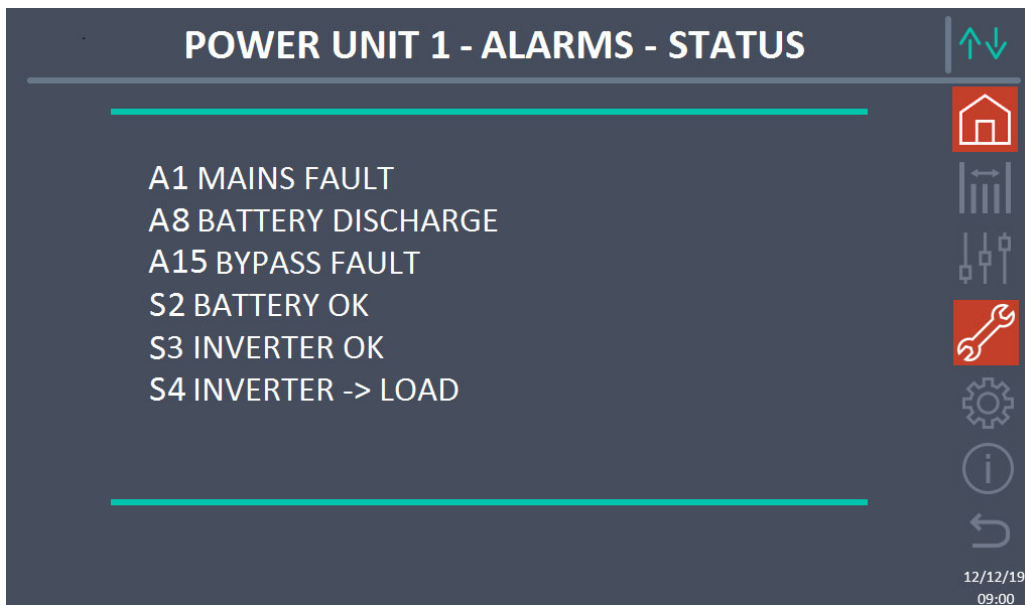 POWER UNIT 1 - ALARMS - STATUS
A1 MAINS FAULT
A8 BATTERY DISCHARGE
A15 BYPASS FAULT
S2 BATTERY OK
S3 INVERTER OK
S4 INVERTER -> LOAD
12/12/19
09:00